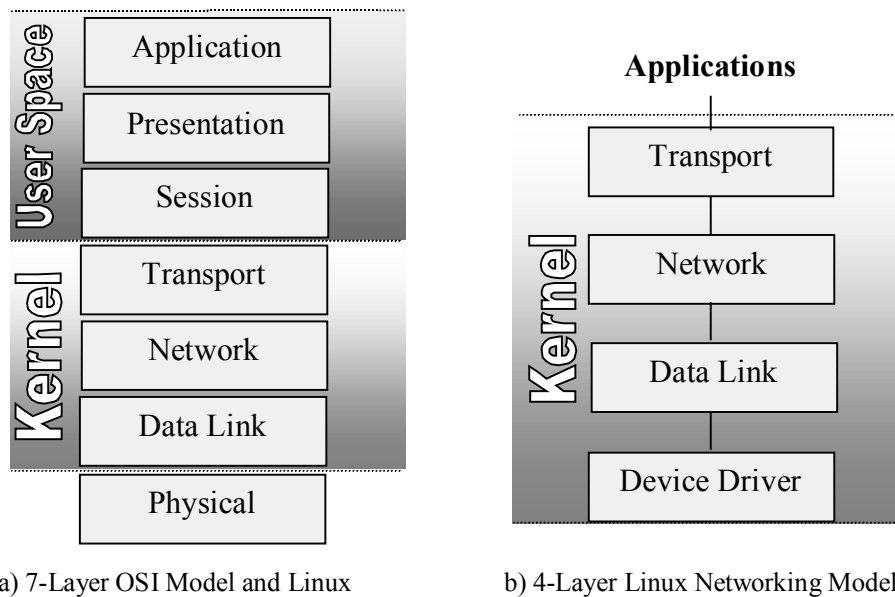 User Space
Application
Presentation
Session
Kernel
Transport
Network
Data Link
Physical
a) 7-Layer OSI Model and Linux
Applications
Kernel
Transport
Network
Data Link
Device Driver
b) 4-Layer Linux Networking Model